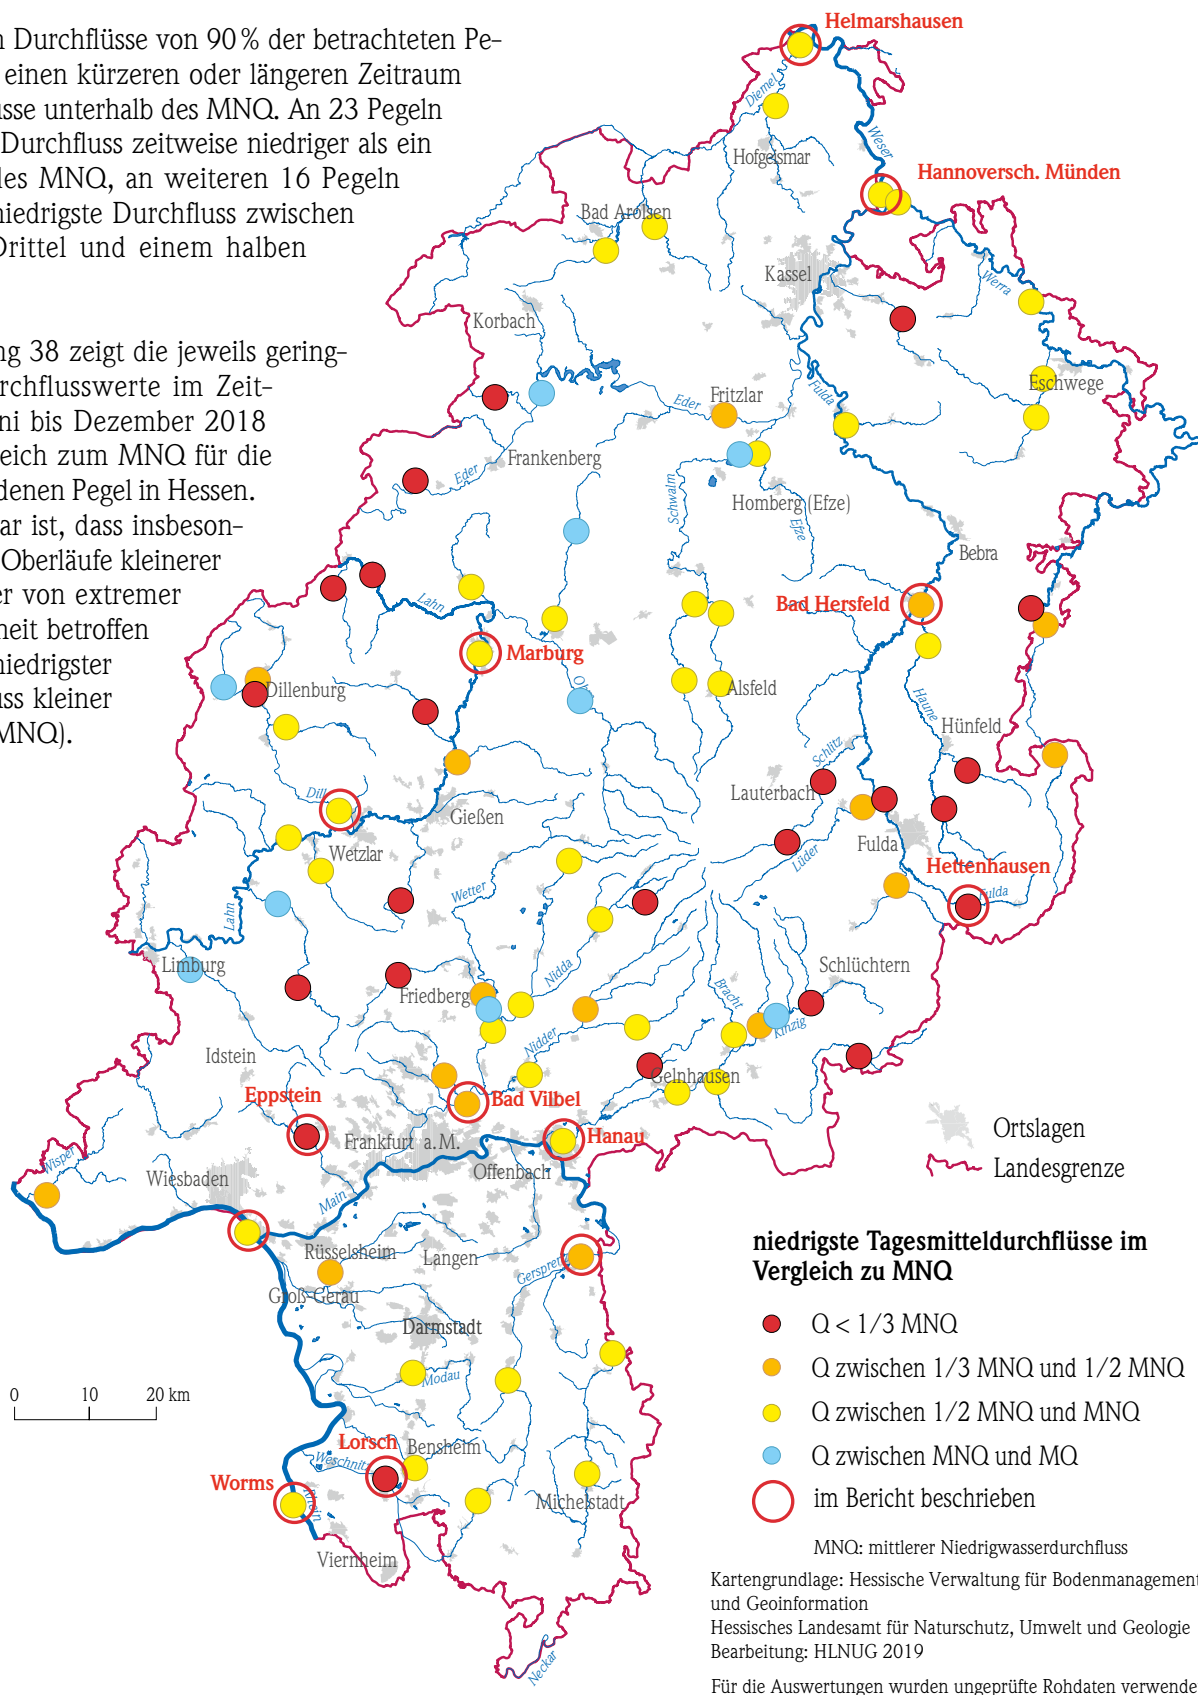 n Durchflüsse von 90 % der betrachteten Pe-
einen kürzeren oder längeren Zeitraum
sse unterhalb des MNQ. An 23 Pegeln
Durchfluss zeitweise niedriger als ein
des MNQ, an weiteren 16 Pegeln
niedrigste Durchfluss zwischen
Drittel und einem halben
ng 38 zeigt die jeweils gering-
urchflusswerte im Zeit-
ni bis Dezember 2018
eich zum MNQ für die
denen Pegel in Hessen.
ar ist, dass insbeson-
Oberläufe kleinerer
er von extremer
heit betroffen
niedrigster
uss kleiner
MNQ).
Helmarshausen
Diemel
Hofgeismar
Weser
Hannoversch. Münden
Bad Arolsen
Kassel
Werra
Korbach
Eschwege
Fritzlar
Eder
Fulda
Frankenberg
Eder
Schwalm
Homberg (Efze)
Efze
Bebra
Lahn
Bad Hersfeld
Marburg
Dillenburg
Alsfeld
Haune
Hünfeld
Schlitz
Dill
Lauterbach
Gießen
Wetzlar
Fulda
Lüder
Hettenhausen
Fulda
Wetter
Lahn
Limburg
Schlüchtern
Nidda
Friedberg
Bracht
Kinzig
Nidder
Idstein
Gelnhausen
Eppstein
Bad Vilbel
Hanau
Frankfurt a. M.
Offenbach
Wisper
Wiesbaden
Main
Rüsselsheim
Langen
Gersprenz
Groß-Gerau
Darmstadt
Modau
Lorsch
Bensheim
Weschnitz
Worms
Rhein
Michelstadt
Viernheim
Neckar
0 10 20 km
Ortslagen
Landesgrenze
niedrigste Tagesmitteldurchflüsse im
Vergleich zu MNQ
Q < 1/3 MNQ
Q zwischen 1/3 MNQ und 1/2 MNQ
Q zwischen 1/2 MNQ und MNQ
Q zwischen MNQ und MQ
im Bericht beschrieben
MNQ: mittlerer Niedrigwasserdurchfluss
Kartengrundlage: Hessische Verwaltung für Bodenmanagement
und Geoinformation
Hessisches Landesamt für Naturschutz, Umwelt und Geologie
Bearbeitung: HLNUG 2019
Für die Auswertungen wurden ungeprüfte Rohdaten verwende